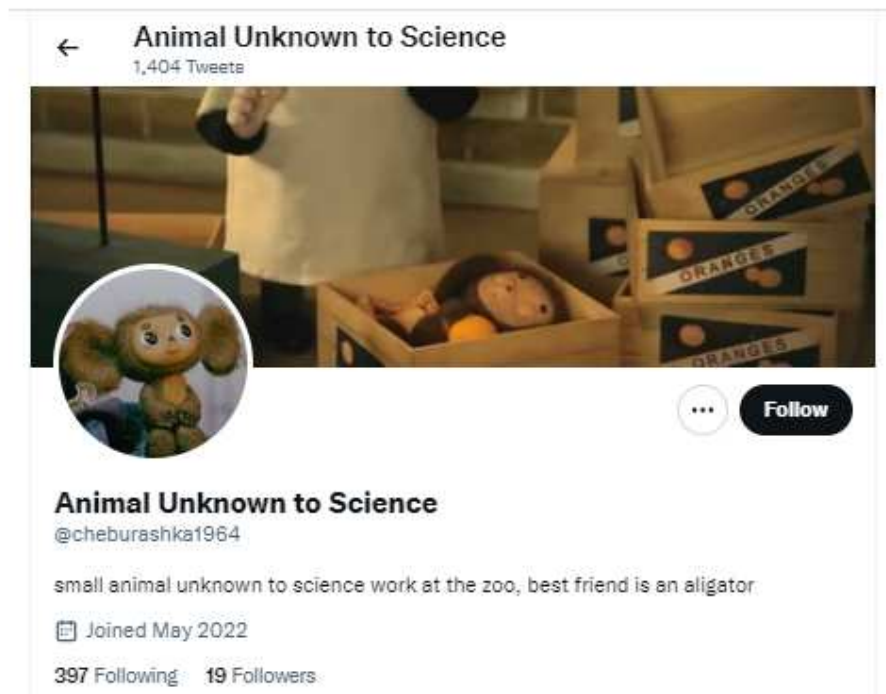 Animal Unknown to Science
1,404 Tweets
ORANGES
ORANGES
ORANGES
Follow
Animal Unknown to Science
@cheburashka1964
small animal unknown to science work at the zoo, best friend is an aligator
Joined May 2022
397 Following 19 Followers